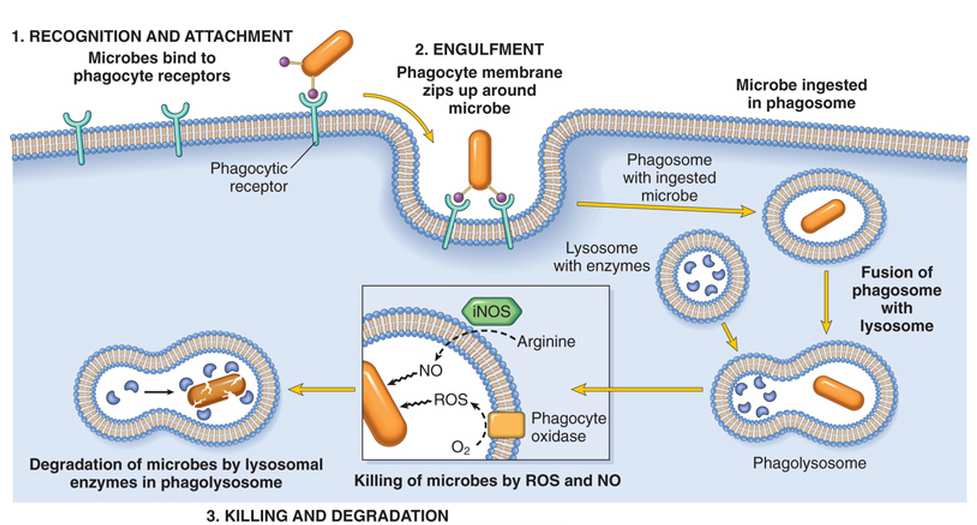 1. RECOGNITION AND ATTACHMENT
Microbes bind to
phagocyte receptors
2. ENGULFMENT
Phagocyte membrane
zips up around
microbe
Microbe ingested
in phagosome
Phagocytic
receptor
Phagosome
with ingested
microbe
Lysosome
with enzymes
Fusion of
phagosome
with
lysosome
iNOS
Arginine
NO
ROS
O₂
Phagocyte
oxidase
Phagolysosome
Degradation of microbes by lysosomal
enzymes in phagolysosome
Killing of microbes by ROS and NO
3. KILLING AND DEGRADATION